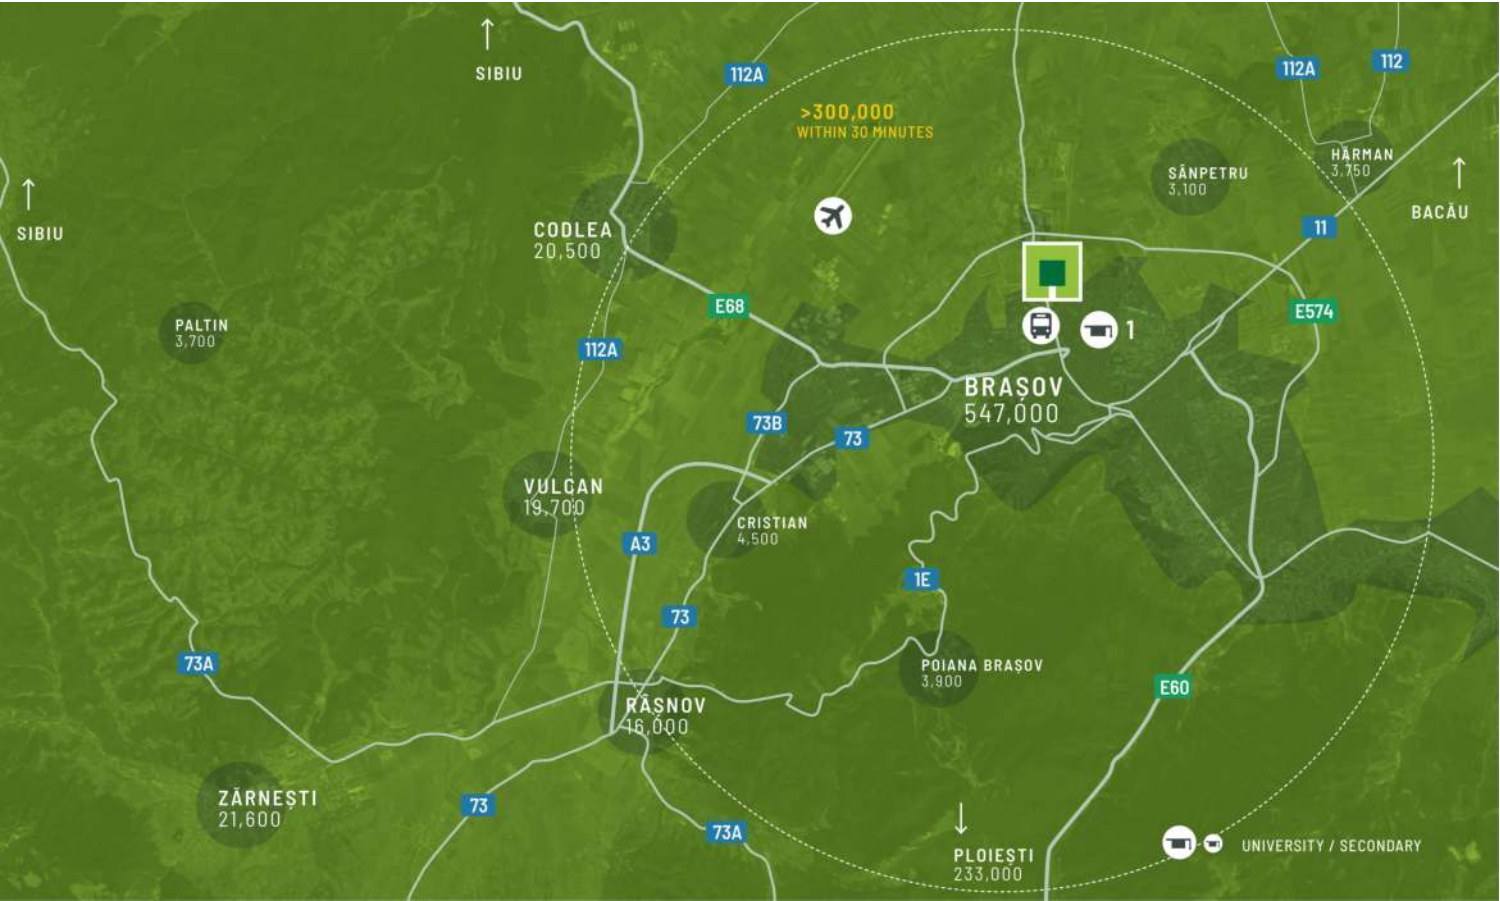 SIBIU
112A
112A
112
>300,000
WITHIN 30 MINUTES
HĂRMAN
3,750
SÂNPETRU
3,100
BACĂU
SIBIU
CODLEA
20,500
11
E68
E574
PALTIN
3,700
1
112A
BRAȘOV
547,000
73B
73
VULCAN
19,700
CRISTIAN
4,500
A3
1E
73
73A
POIANA BRAȘOV
3,900
E60
RÂȘNOV
16,000
ZĂRNEȘTI
21,600
73
73A
PLOIEȘTI
233,000
UNIVERSITY / SECONDARY